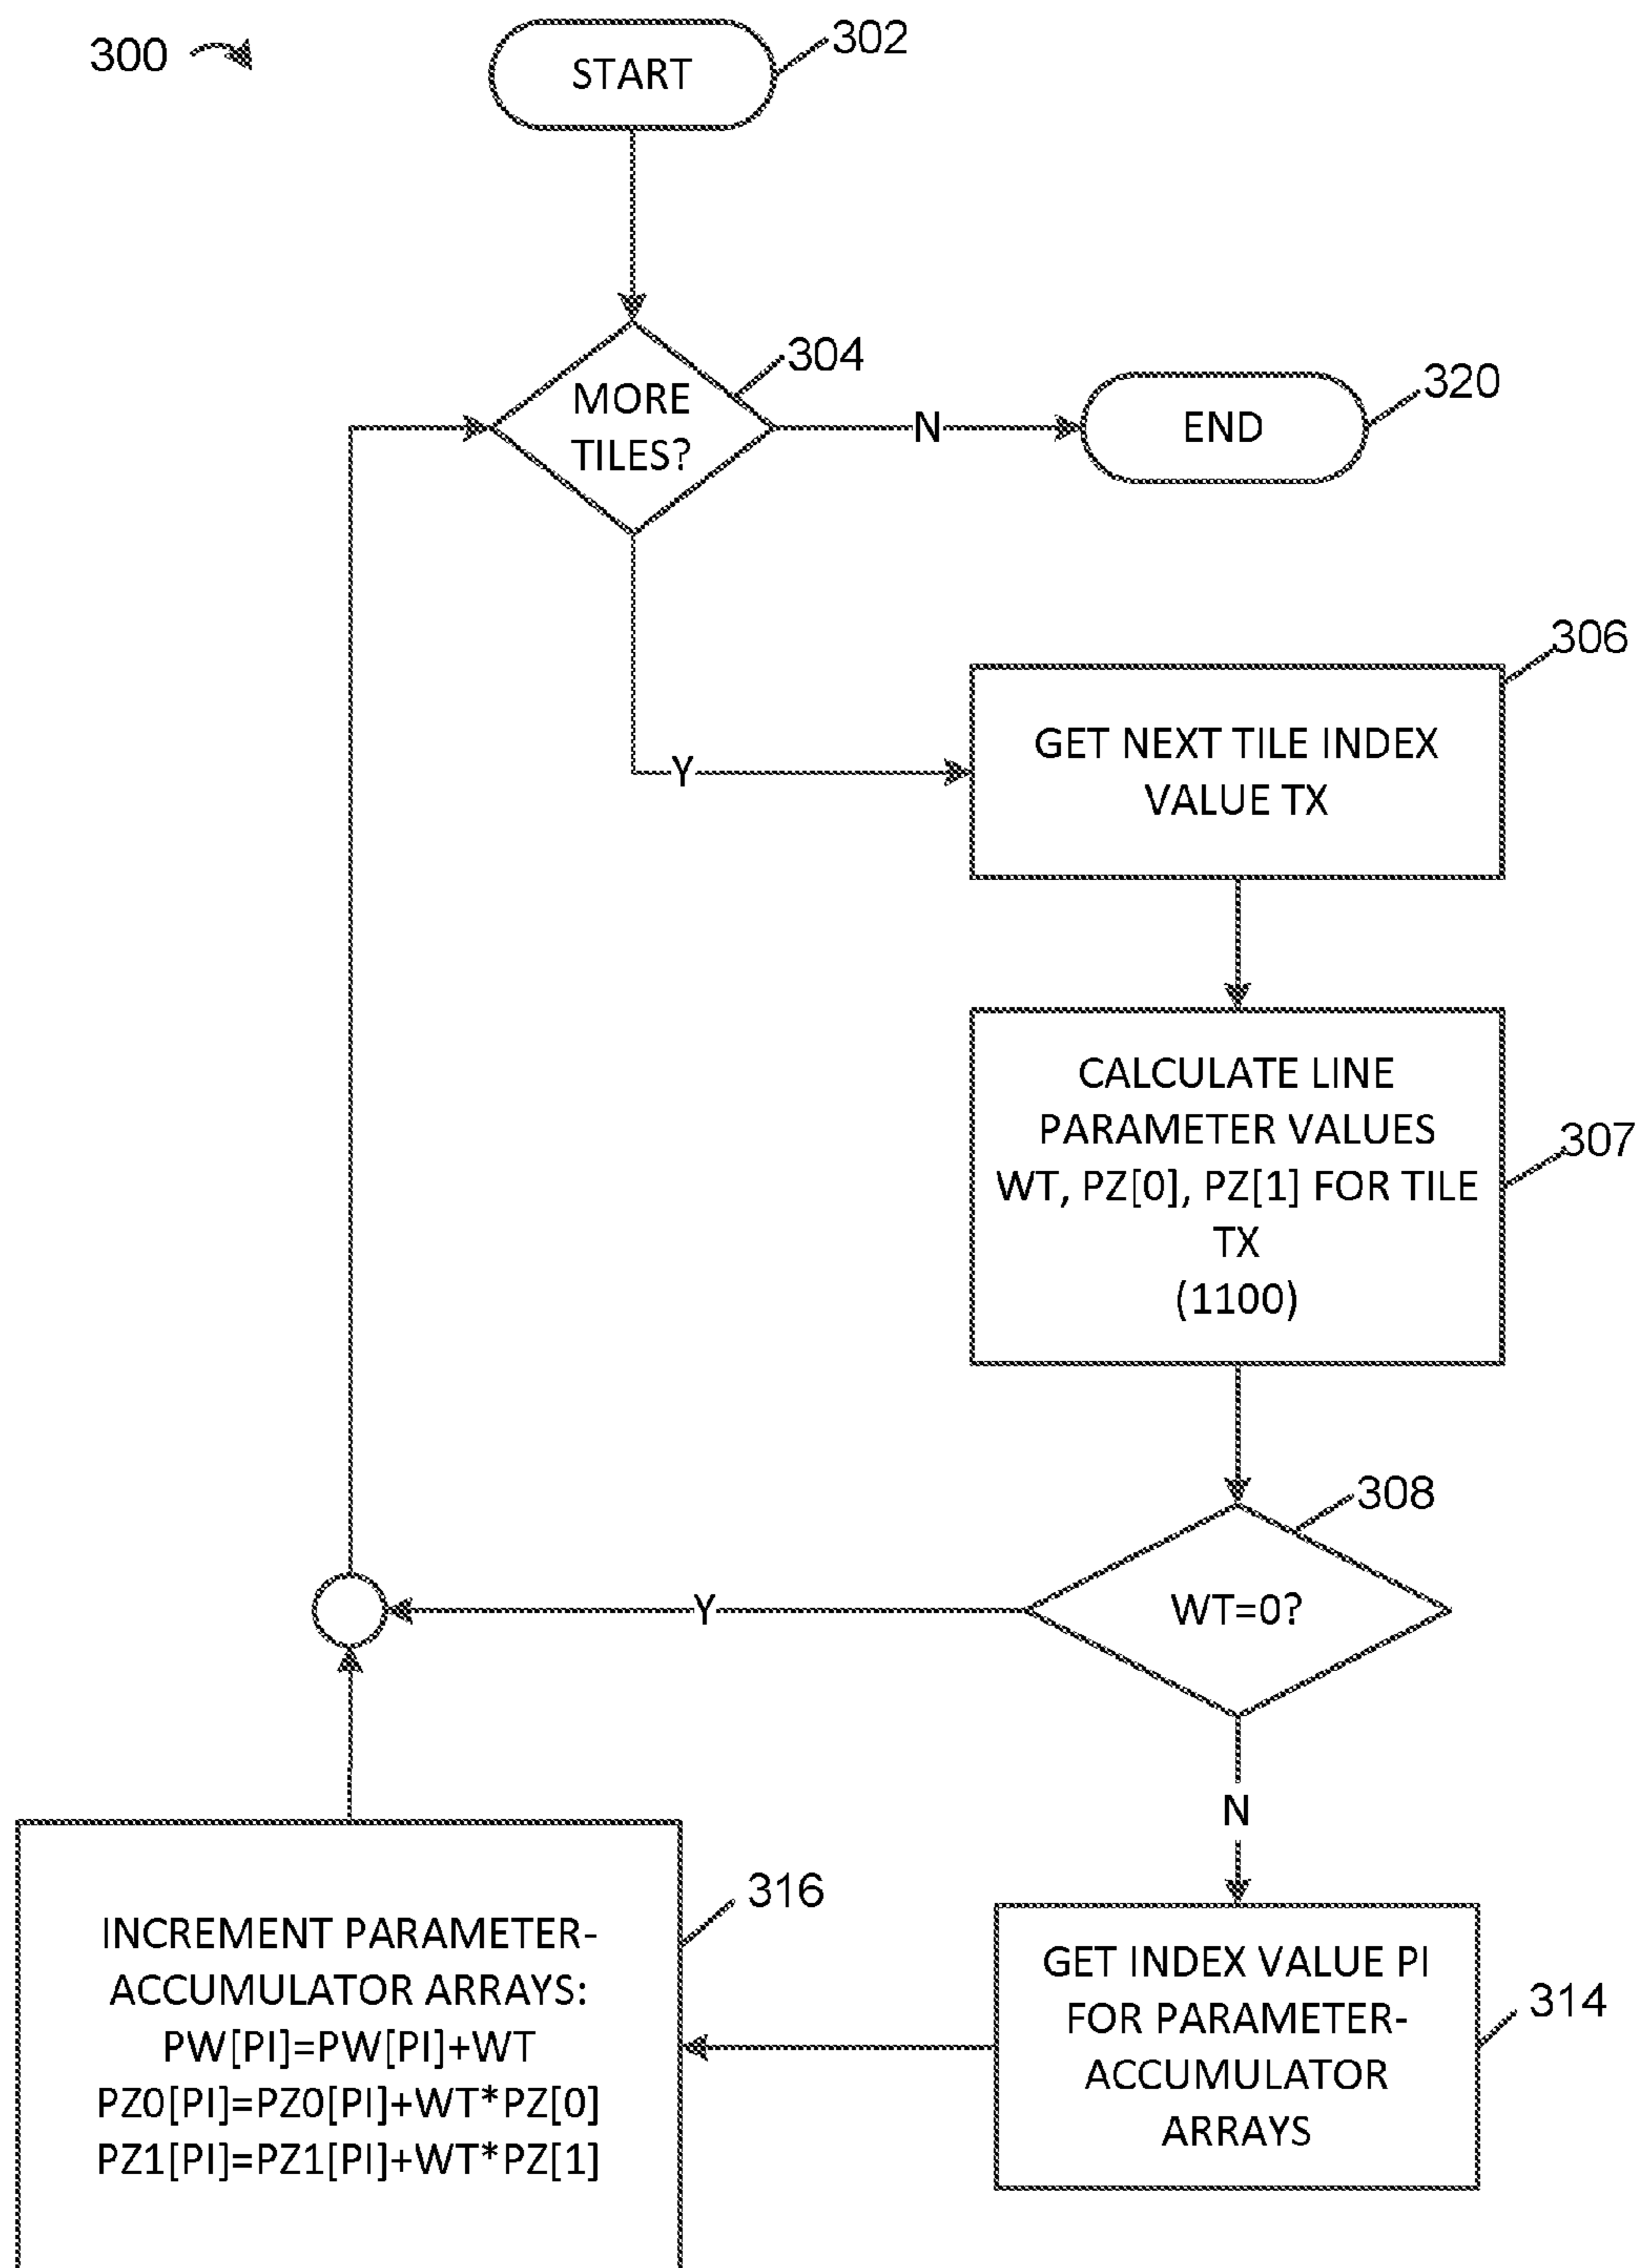 300
START
302
MORE
TILES?
304
N
END
320
Y
GET NEXT TILE INDEX
VALUE TX
306
CALCULATE LINE
PARAMETER VALUES
WT, PZ[0], PZ[1] FOR TILE
TX
(1100)
307
WT=0?
308
Y
N
GET INDEX VALUE PI
FOR PARAMETER-
ACCUMULATOR
ARRAYS
314
INCREMENT PARAMETER-
ACCUMULATOR ARRAYS:
PW[PI]=PW[PI]+WT
PZ0[PI]=PZ0[PI]+WT*PZ[0]
PZ1[PI]=PZ1[PI]+WT*PZ[1]
316